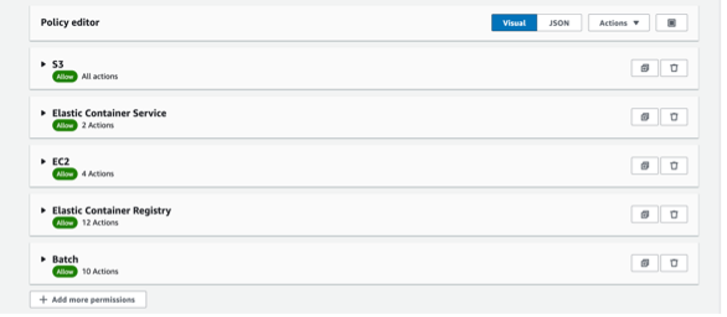 Policy editor
Visual JSON Actions
S3
Allow All actions
Elastic Container Service
Allow 2 Actions
EC2
Allow 4 Actions
Elastic Container Registry
Allow 12 Actions
Batch
Allow 10 Actions
+ Add more permissions